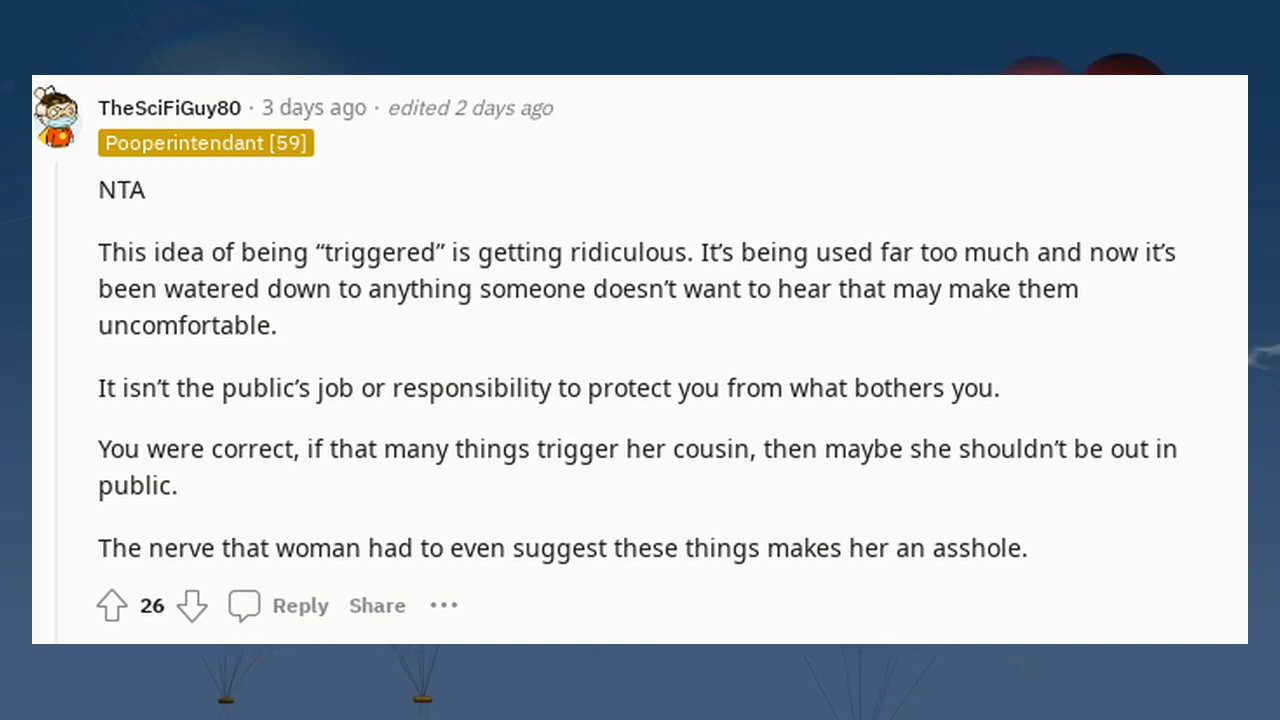 TheSciFiGuy80 · 3 days ago · edited 2 days ago
Pooperintendant [59]
NTA
This idea of being “triggered” is getting ridiculous. It’s being used far too much and now it’s
been watered down to anything someone doesn’t want to hear that may make them
uncomfortable.
It isn’t the public’s job or responsibility to protect you from what bothers you.
You were correct, if that many things trigger her cousin, then maybe she shouldn’t be out in
public.
The nerve that woman had to even suggest these things makes her an asshole.
26 Reply Share ···